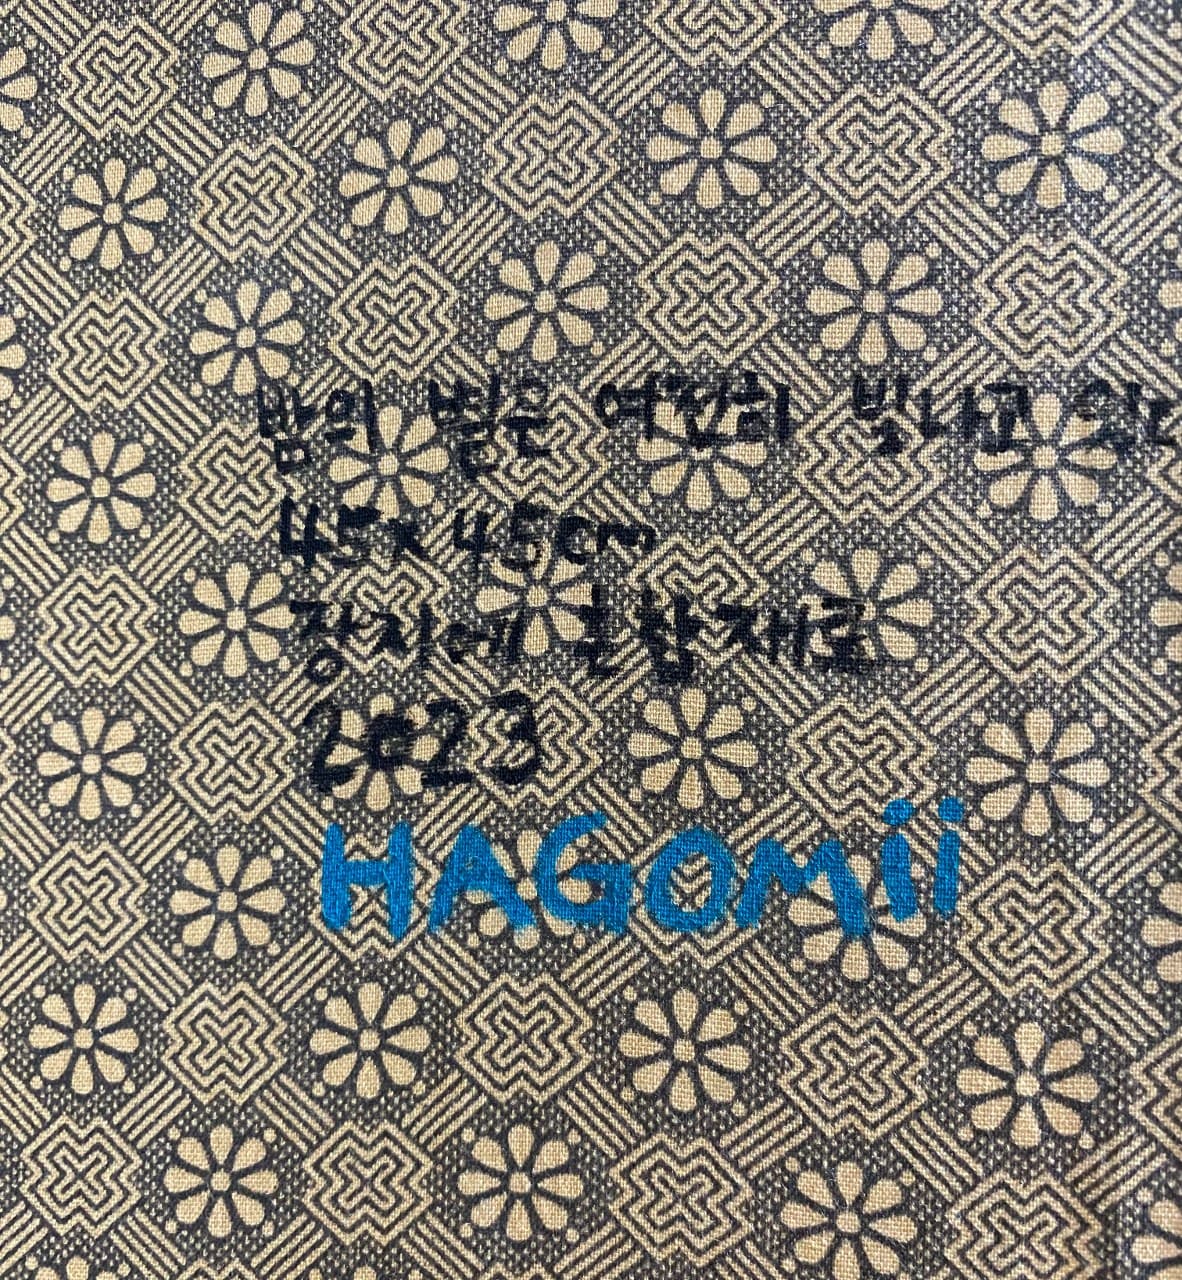 밤의 별은 여전히 빛나고 있
45x45cm
장지에 혼합재료
2023
HAGOMii